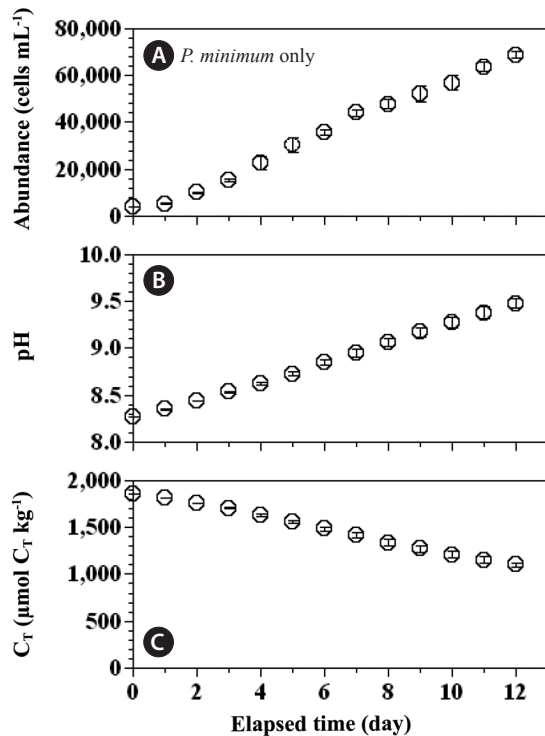 Abundance (cells mL⁻¹)
80,000
60,000
40,000
20,000
0
A P. minimum only
pH
10.0
9.5
9.0
8.5
8.0
B
C_T (μmol C_T kg⁻¹)
2,000
1,500
1,000
500
0
C
0 2 4 6 8 10 12
Elapsed time (day)